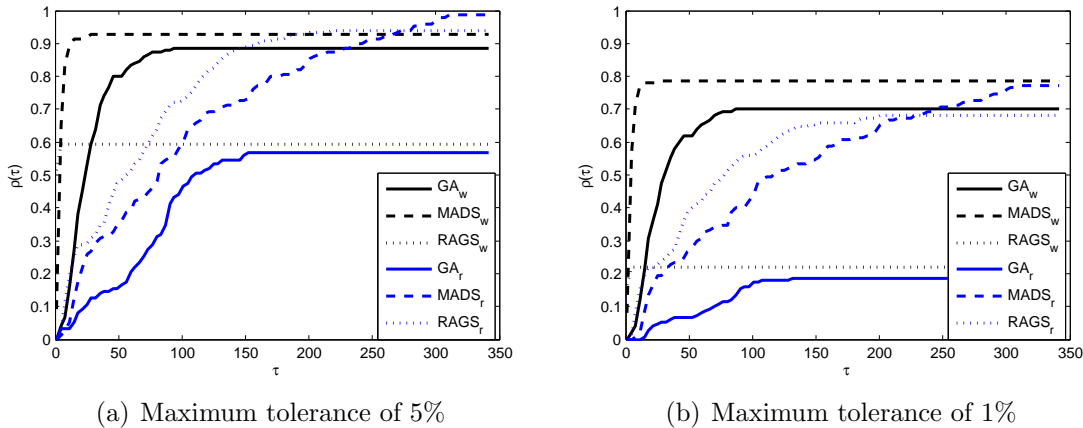 1
0.9
0.8
0.7
0.6
0.5
0.4
0.3
0.2
0.1
0
ρ(τ)
0 50 100 150 200 250 300 350
τ
GA_w
MADS_w
RAGS_w
GA_r
MADS_r
RAGS_r
(a) Maximum tolerance of 5%
1
0.9
0.8
0.7
0.6
0.5
0.4
0.3
0.2
0.1
0
ρ(τ)
0 50 100 150 200 250 300 350
τ
GA_w
MADS_w
RAGS_w
GA_r
MADS_r
RAGS_r
(b) Maximum tolerance of 1%